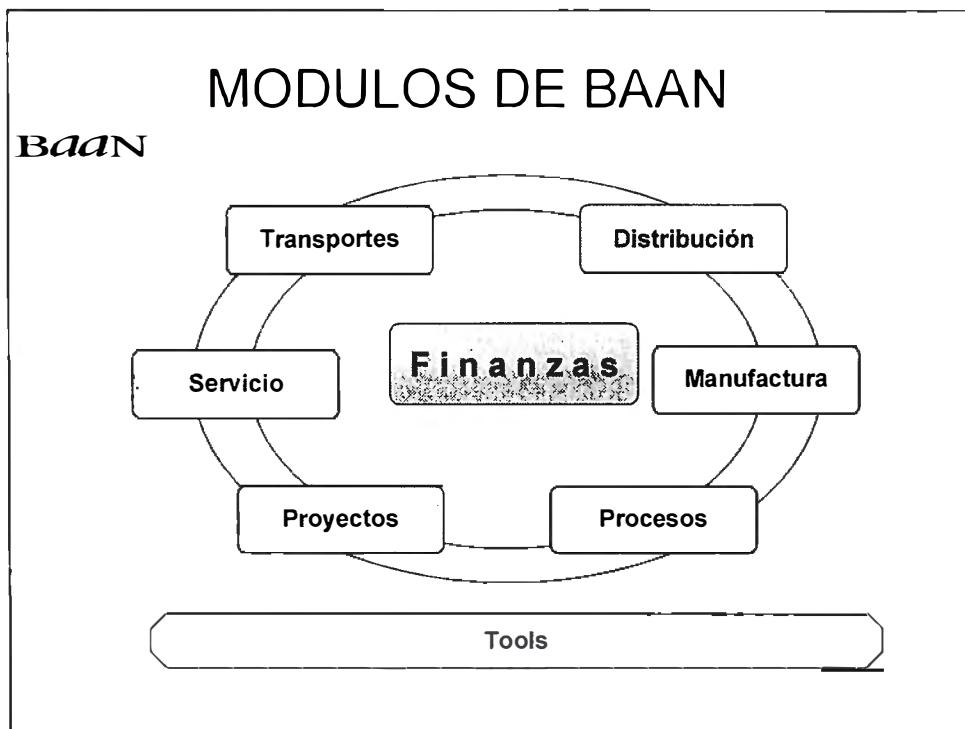 MODULOS DE BAAN
BaaN
Transportes
Distribución
Finanzas
Servicio
Manufactura
Proyectos
Procesos
Tools